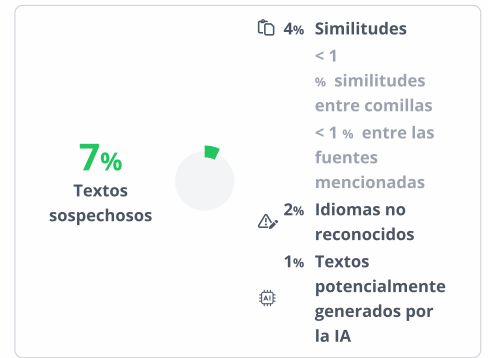 7%
Textos
sospechosos
4% Similitudes
< 1
% similitudes
entre comillas
< 1 % entre las
fuentes
mencionadas
2% Idiomas no
reconocidos
1% Textos
potencialmente
generados por
la IA
AI